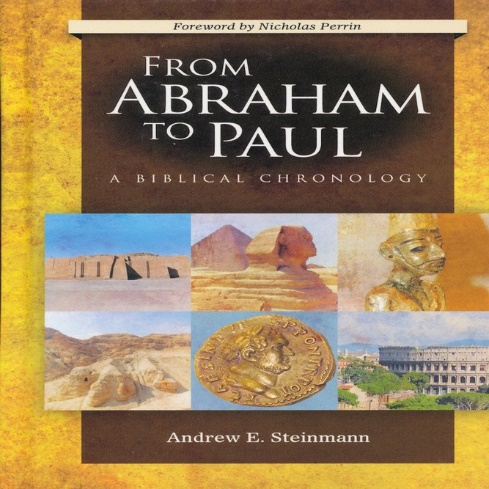 Foreword by Nicholas Perrin
FROM
ABRAHAM
TO PAUL
A BIBLICAL CHRONOLOGY
Andrew E. Steinmann